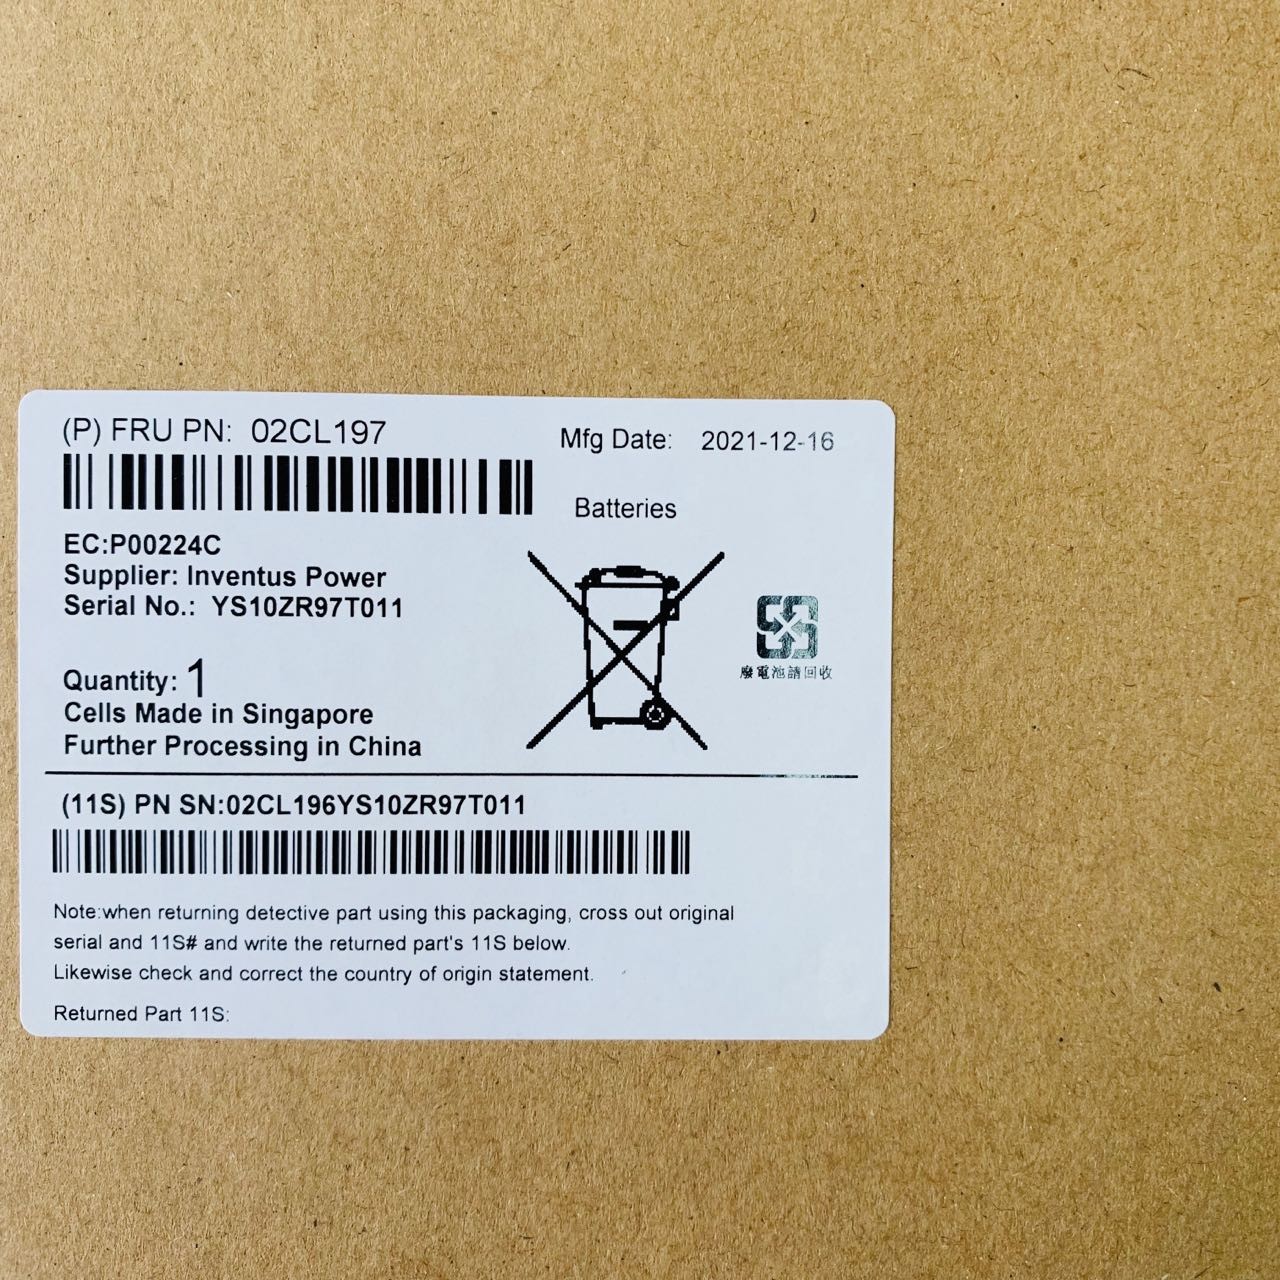 (P) FRU PN: 02CL197
Mfg Date: 2021-12-16
Batteries
EC:P00224C
Supplier: Inventus Power
Serial No.: YS10ZR97T011
廢電池請回收
Quantity: 1
Cells Made in Singapore
Further Processing in China
(11S) PN SN:02CL196YS10ZR97T011
Note:when returning detective part using this packaging, cross out original
serial and 11S# and write the returned part's 11S below.
Likewise check and correct the country of origin statement.
Returned Part 11S: